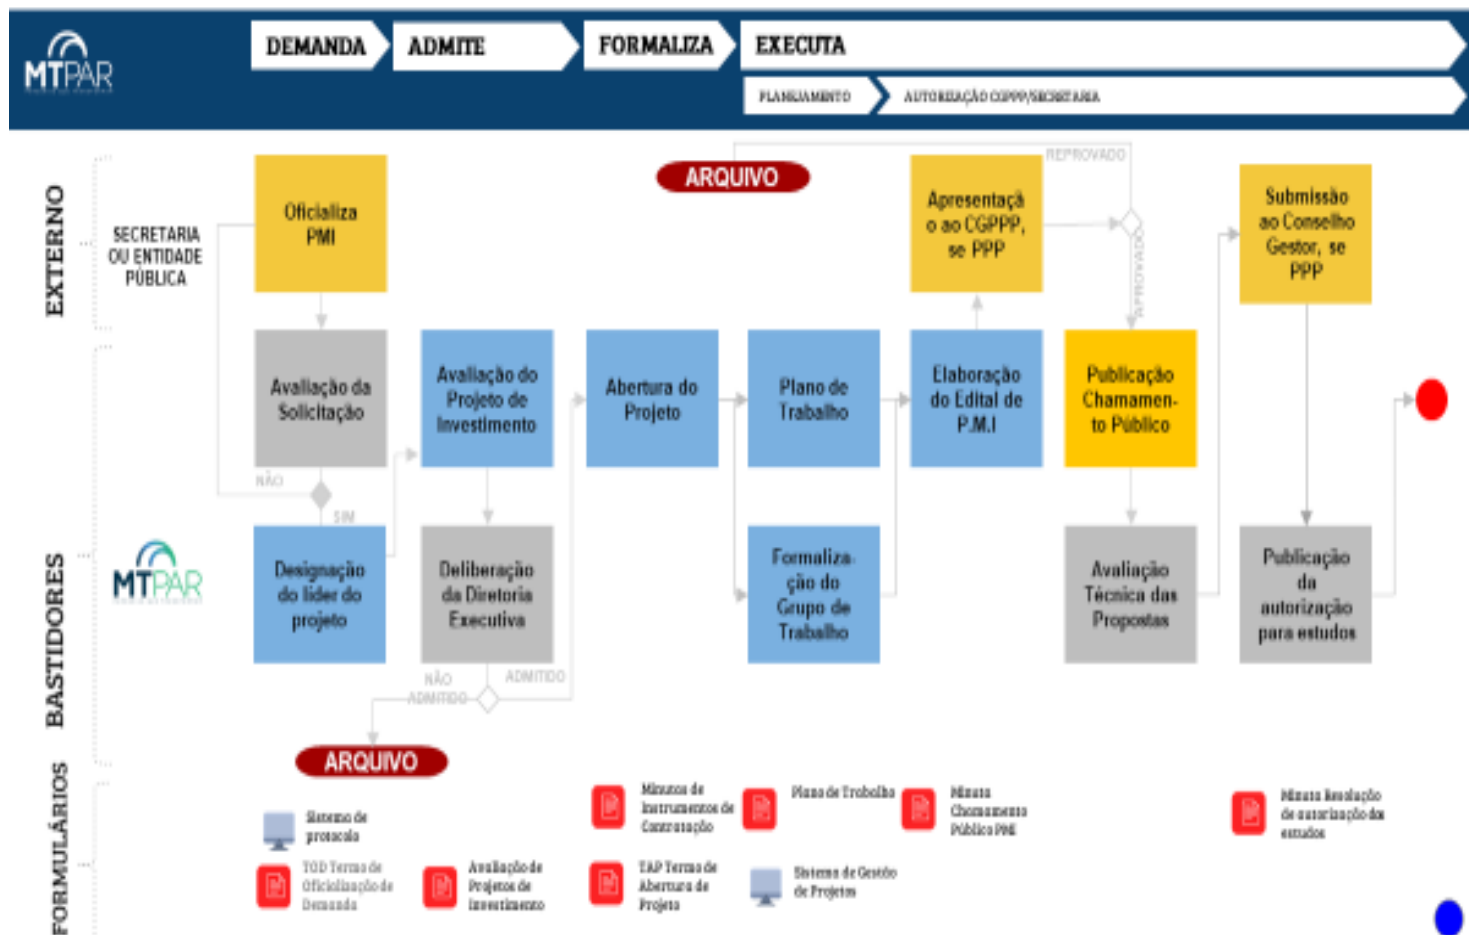 MTPAR
DEMANDA
ADMITE
FORMALIZA
EXECUTA
PLANEJAMENTO
AUTORIZAÇÃO CGPPP/SECRETARIA
EXTERNO
SECRETARIA
OU ENTIDADE
PÚBLICA
Oficializa
PMI
ARQUIVO
REPROVADO
Apresentaçã
o ao CGPPP,
se PPP
APROVADO
Submissão
ao Conselho
Gestor, se
PPP
BASTIDORES
MTPAR
Avaliação da
Solicitação
NÃO
SIM
Avaliação do
Projeto de
Investimento
Abertura do
Projeto
Plano de
Trabalho
Elaboração
do Edital de
P.M.I
Publicação
Chamamen-
to Público
Designação
do líder do
projeto
Deliberação
da Diretoria
Executiva
NÃO
ADMITIDO
ADMITIDO
Formaliza-
ção do
Grupo de
Trabalho
Avaliação
Técnica das
Propostas
Publicação
da
autorização
para estudos
ARQUIVO
FORMULÁRIOS
Sistema de
protocolo
TOD Termo de
Oficialização de
Demanda
Avaliação de
Projetos de
Investimento
Minutas de
Instrumentos de
Contratação
TAP Termo de
Abertura de
Projeto
Plano de Trabalho
Sistema de Gestão
de Projetos
Minuta
Chamamento
Público PMI
Minuta Resolução
de autorização dos
estudos